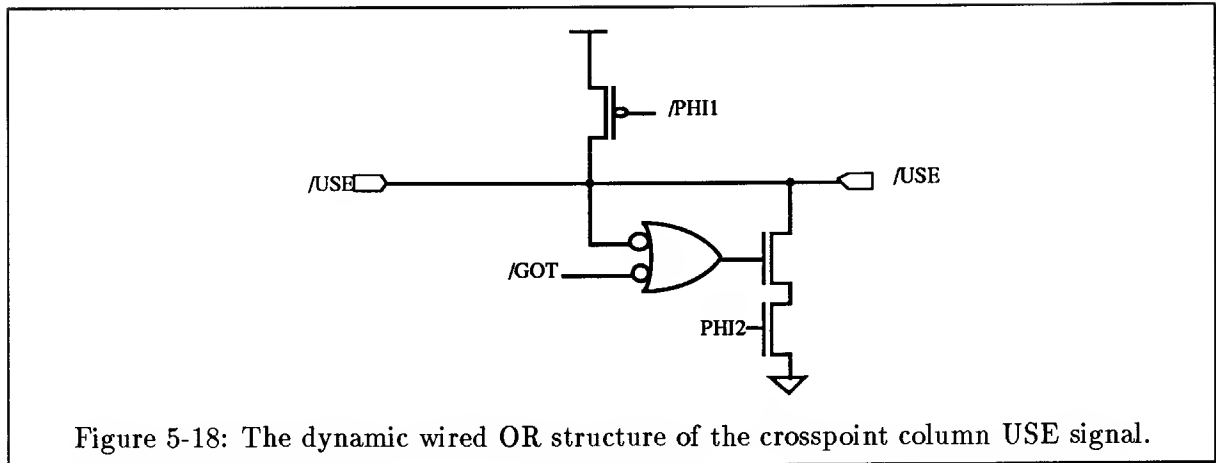 /PHI1
/USE
/USE
/GOT
PHI2
Figure 5-18: The dynamic wired OR structure of the crosspoint column USE signal.